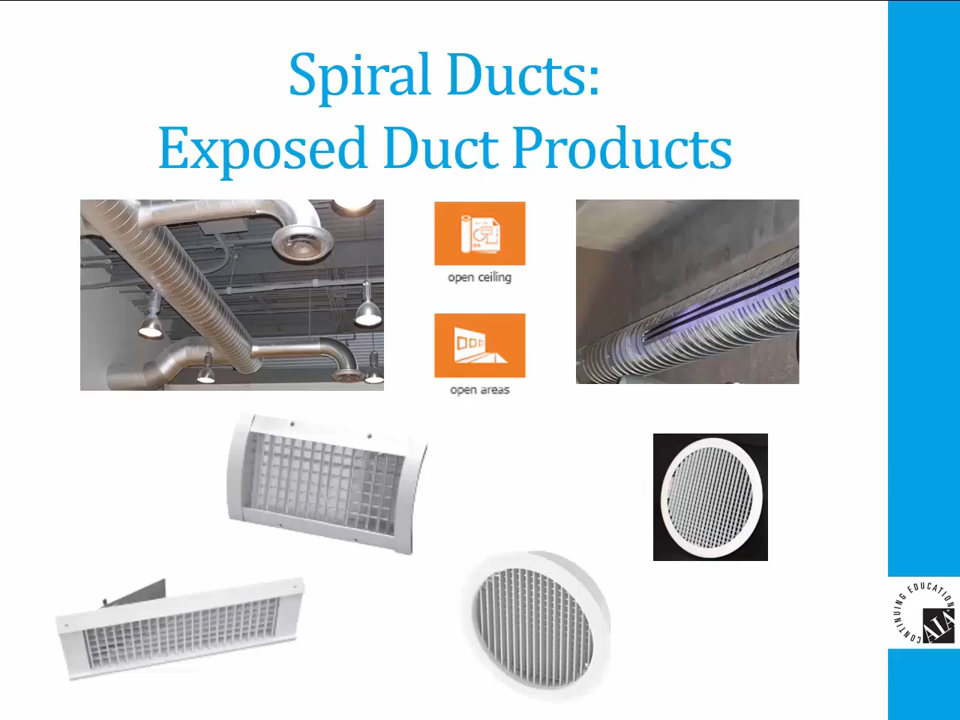 Spiral Ducts:
Exposed Duct Products
open ceiling
open areas
CONTINUING EDUCATION
AIA